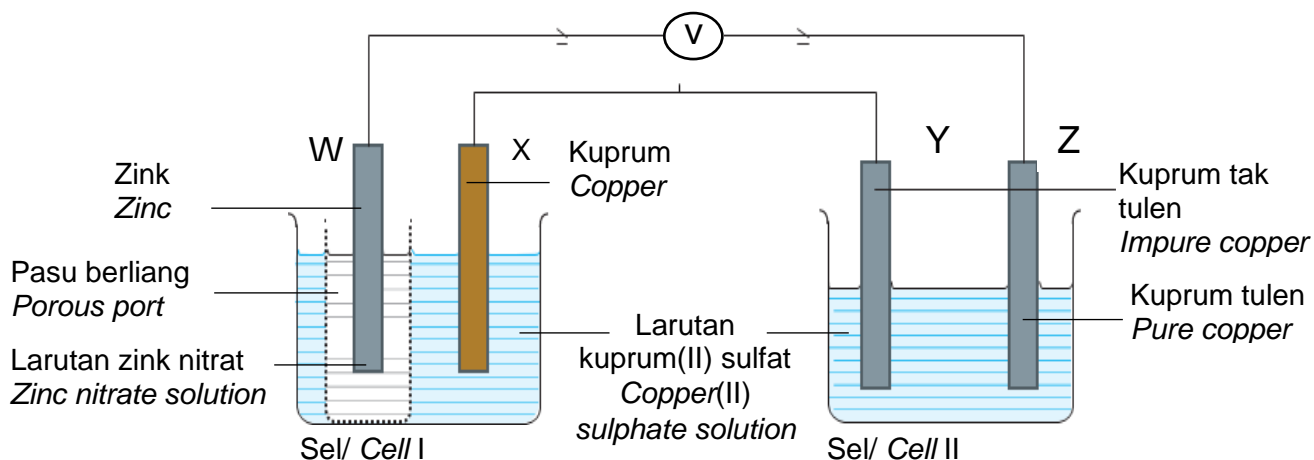 V
W
X
Y
Z
Zink
Zinc
Kuprum
Copper
Kuprum tak
tulen
Impure copper
Pasu berliang
Porous port
Kuprum tulen
Pure copper
Larutan zink nitrat
Zinc nitrate solution
Larutan
kuprum(II) sulfat
Copper(II)
sulphate solution
Sel/ Cell I
Sel/ Cell II